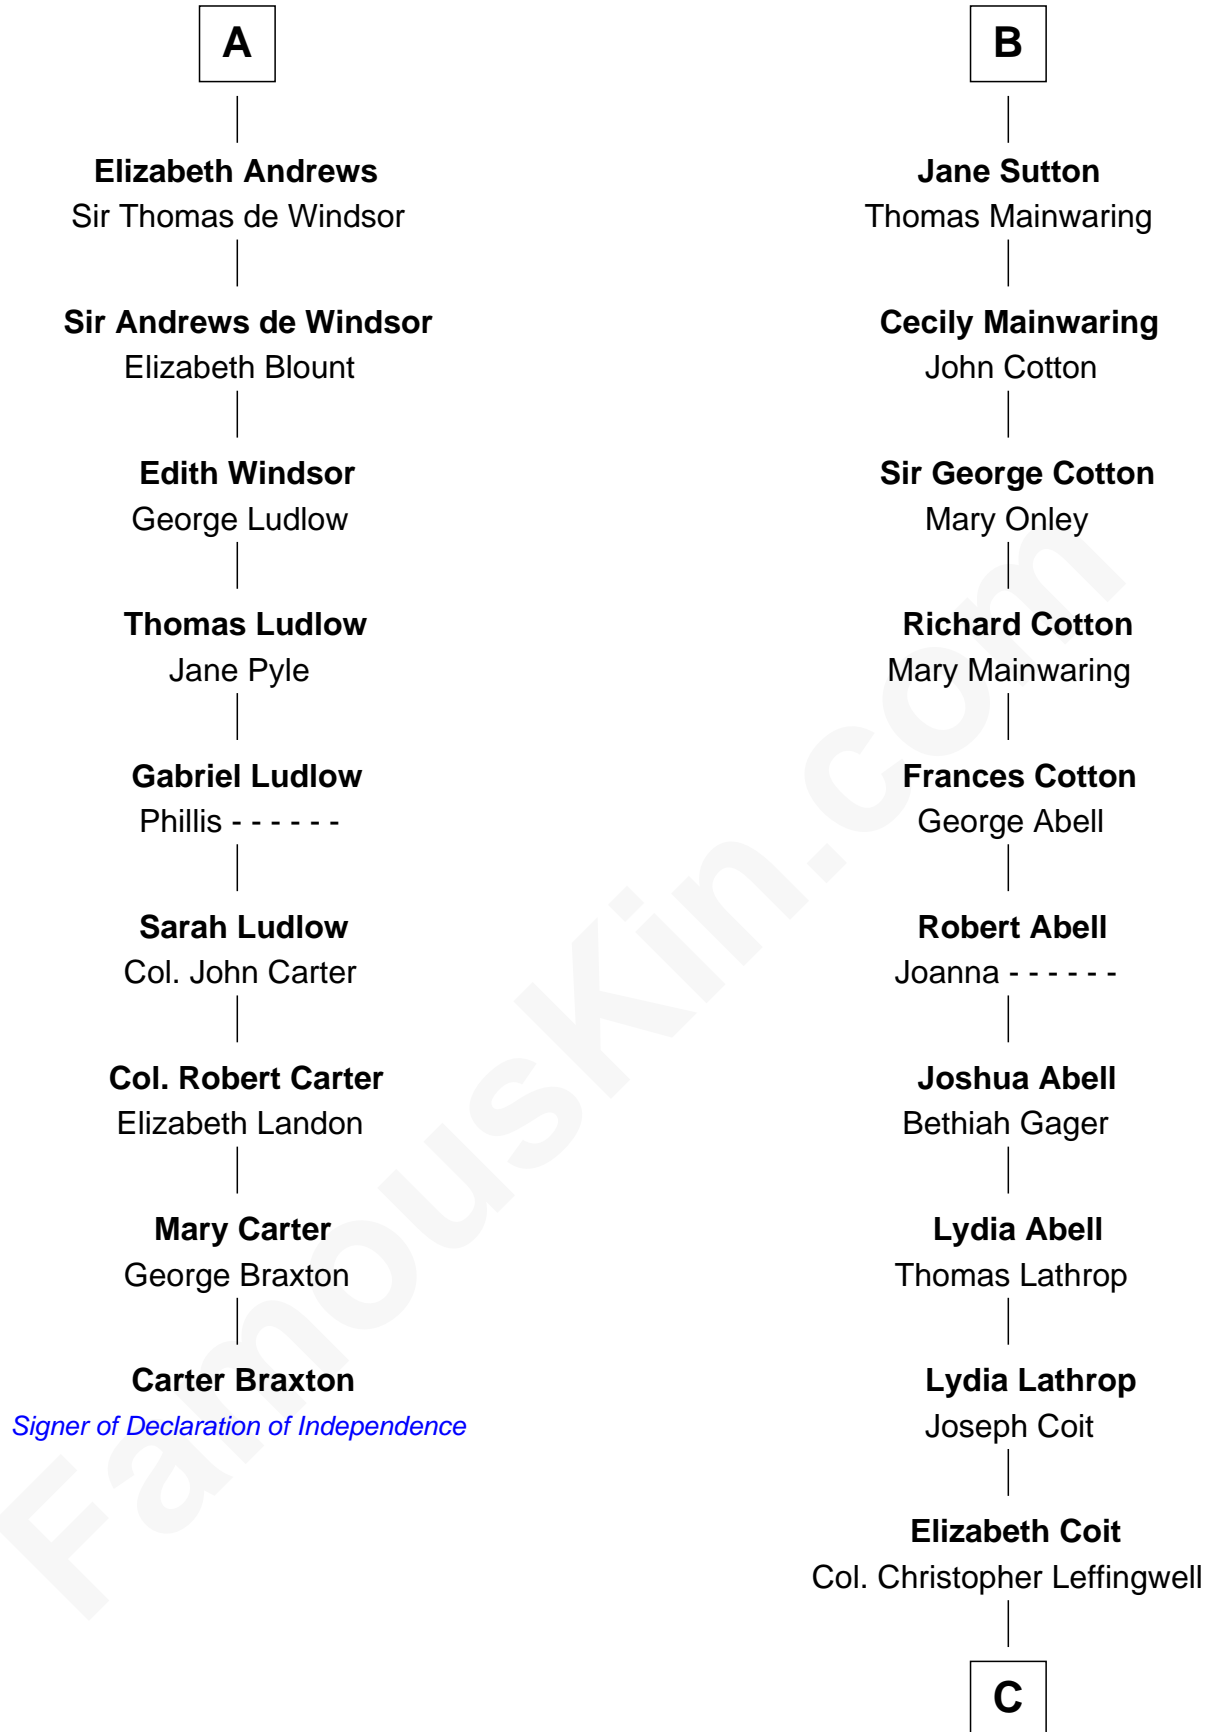 A
Elizabeth Andrews
Sir Thomas de Windsor
Sir Andrews de Windsor
Elizabeth Blount
Edith Windsor
George Ludlow
Thomas Ludlow
Jane Pyle
Gabriel Ludlow
Phillis - - - - - -
Sarah Ludlow
Col. John Carter
Col. Robert Carter
Elizabeth Landon
Mary Carter
George Braxton
Carter Braxton
Signer of Declaration of Independence
B
Jane Sutton
Thomas Mainwaring
Cecily Mainwaring
John Cotton
Sir George Cotton
Mary Onley
Richard Cotton
Mary Mainwaring
Frances Cotton
George Abell
Robert Abell
Joanna - - - - - -
Joshua Abell
Bethiah Gager
Lydia Abell
Thomas Lathrop
Lydia Lathrop
Joseph Coit
Elizabeth Coit
Col. Christopher Leffingwell
C
FamousKin.com